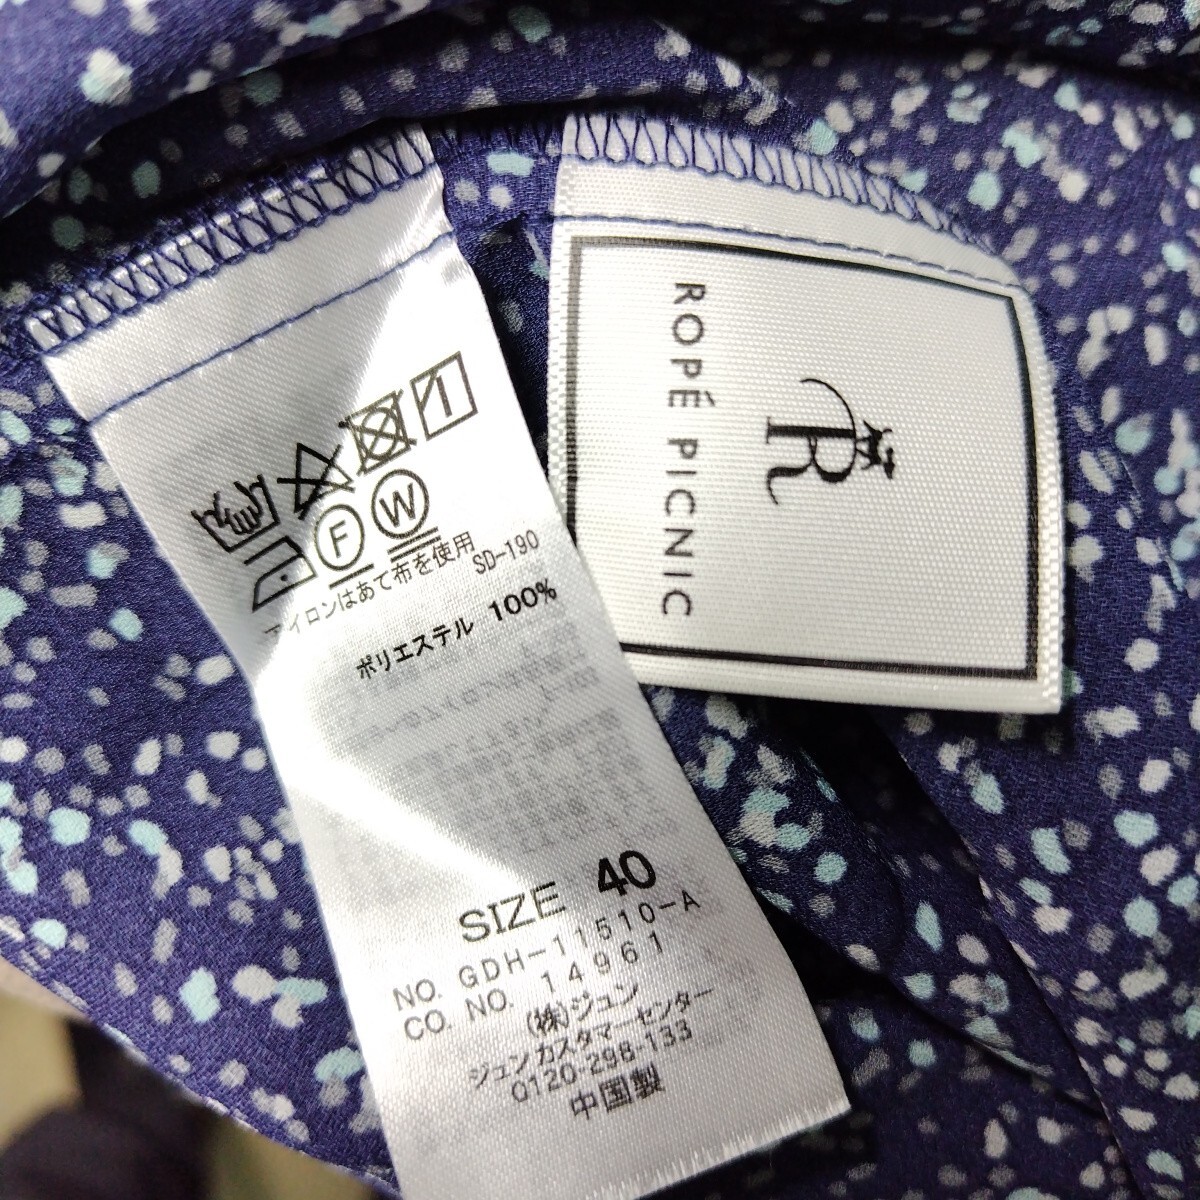 F W
アイロンはあて布を使用
SD-190
ポリエステル 100%
SIZE 40
NO. GDH-11510-A
CO. NO. 14961
(株)ジュン
ジュンカスタマーセンター
0120-298-133
中国製
R
ROPÉ PICNIC